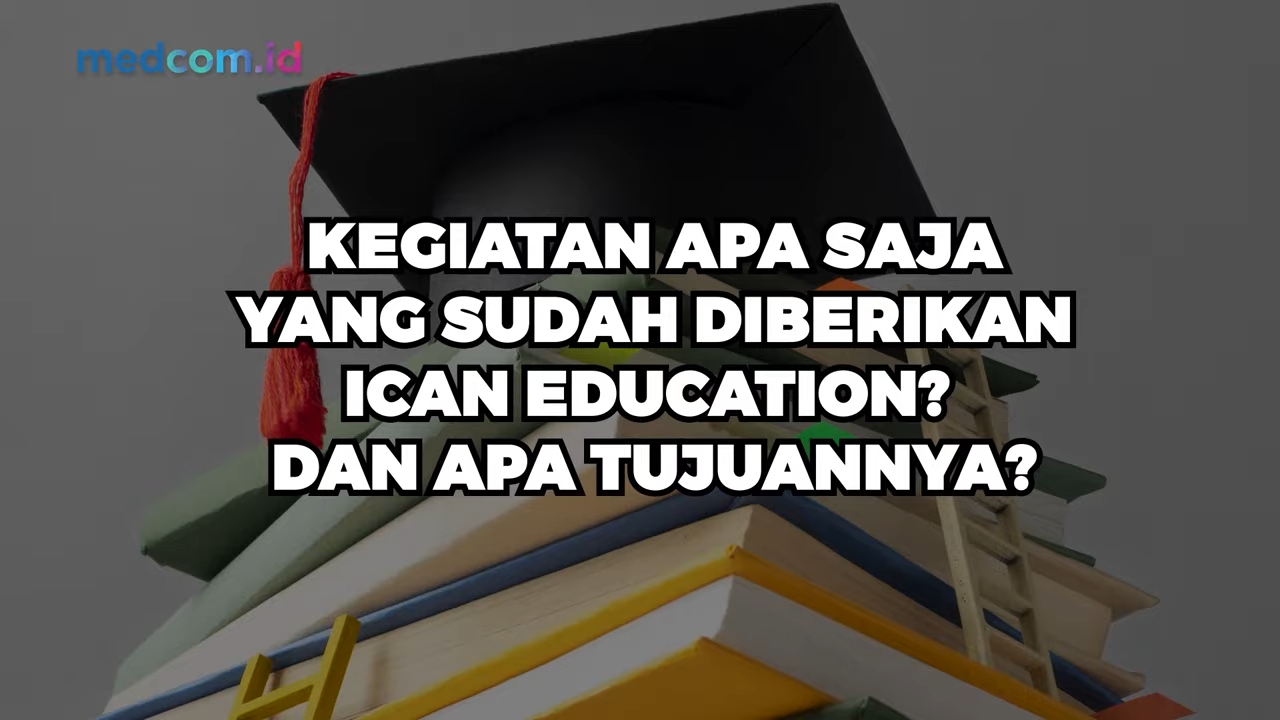 medcom.id
KEGIATAN APA SAJA
YANG SUDAH DIBERIKAN
ICAN EDUCATION?
DAN APA TUJUANNYA?